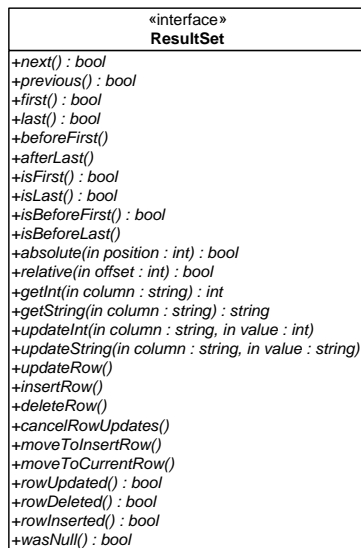 «interface»
ResultSet
+next() : bool
+previous() : bool
+first() : bool
+last() : bool
+beforeFirst()
+afterLast()
+isFirst() : bool
+isLast() : bool
+isBeforeFirst() : bool
+isBeforeLast()
+absolute(in position : int) : bool
+relative(in offset : int) : bool
+getInt(in column : string) : int
+getString(in column : string) : string
+updateInt(in column : string, in value : int)
+updateString(in column : string, in value : string)
+updateRow()
+insertRow()
+deleteRow()
+cancelRowUpdates()
+moveToInsertRow()
+moveToCurrentRow()
+rowUpdated() : bool
+rowDeleted() : bool
+rowInserted() : bool
+wasNull() : bool